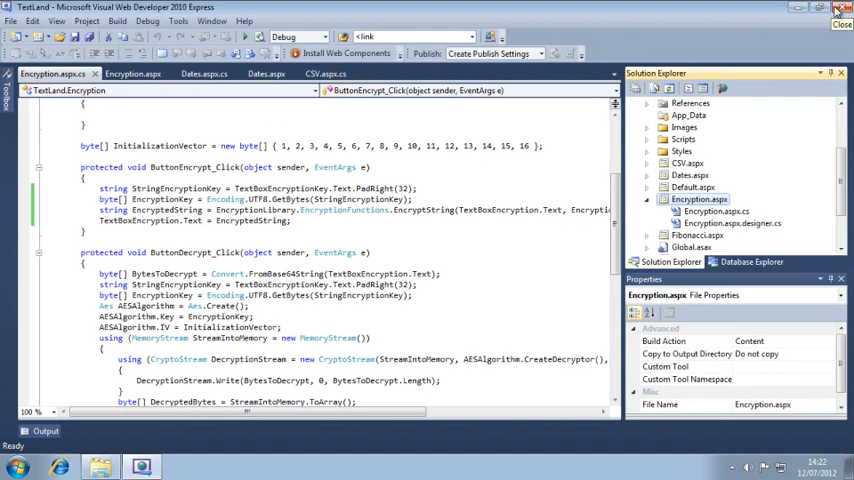 TextLand - Microsoft Visual Web Developer 2010 Express
File Edit View Project Build Debug Team Data Tools Window Help
Debug <link
Install Web Components Publish: Create Publish Settings
Close
Encryption.aspx.cs Encryption.aspx Dates.aspx.cs Dates.aspx CSV.aspx.cs
TextLand.Encryption ButtonEncrypt_Click(object sender, EventArgs e)
{
}
byte[] InitializationVector = new byte[] { 1, 2, 3, 4, 5, 6, 7, 8, 9, 10, 11, 12, 13, 14, 15, 16 };
protected void ButtonEncrypt_Click(object sender, EventArgs e)
{
string StringEncryptionKey = TextBoxEncryptionKey.Text.PadRight(32);
byte[] EncryptionKey = Encoding.UTF8.GetBytes(StringEncryptionKey);
string EncryptedString = EncryptionLibrary.EncryptionFunctions.EncryptString(TextBoxEncryption.Text, Encryptio
TextBoxEncryption.Text = EncryptedString;
}
protected void ButtonDecrypt_Click(object sender, EventArgs e)
{
byte[] BytesToDecrypt = Convert.FromBase64String(TextBoxEncryption.Text);
string StringEncryptionKey = TextBoxEncryptionKey.Text.PadRight(32);
byte[] EncryptionKey = Encoding.UTF8.GetBytes(StringEncryptionKey);
Aes AESAlgorithm = Aes.Create();
AESAlgorithm.Key = EncryptionKey;
AESAlgorithm.IV = InitializationVector;
using (MemoryStream StreamIntoMemory = new MemoryStream())
{
using (CryptoStream DecryptionStream = new CryptoStream(StreamIntoMemory, AESAlgorithm.CreateDecryptor(),
{
DecryptionStream.Write(BytesToDecrypt, 0, BytesToDecrypt.Length);
}
byte[] DecryptedBytes = StreamIntoMemory.ToArray();
100 %
Toolbox
Solution Explorer
References
App_Data
Images
Scripts
Styles
CSV.aspx
Dates.aspx
Default.aspx
Encryption.aspx
Encryption.aspx.cs
Encryption.aspx.designer.cs
Fibonacci.aspx
Global.asax
Solution Explorer Database Explorer
Properties
Encryption.aspx File Properties
Advanced
Build Action Content
Copy to Output Directory Do not copy
Custom Tool
Custom Tool Namespace
Misc
File Name Encryption.aspx
Output
Ready
14:22
12/07/2012